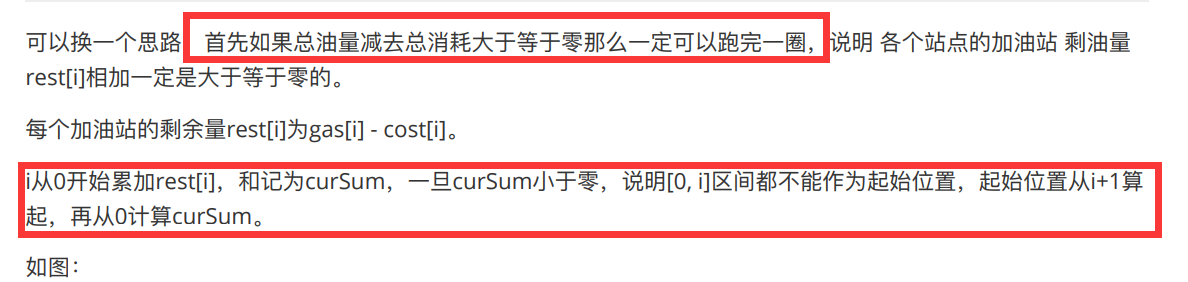 可以换一个思路，首先如果总油量减去总消耗大于等于零那么一定可以跑完一圈，说明 各个站点的加油站 剩油量
rest[i]相加一定是大于等于零的。
每个加油站的剩余量rest[i]为gas[i] - cost[i]。
i从0开始累加rest[i]，和记为curSum，一旦curSum小于零，说明[0, i]区间都不能作为起始位置，起始位置从i+1算
起，再从0计算curSum。
如图：